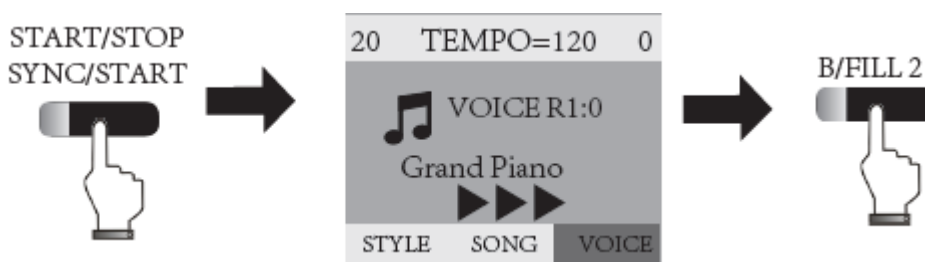 START/STOP
SYNC/START
20 TEMPO=120 0
VOICE R1:0
Grand Piano
STYLE SONG VOICE
B/FILL 2